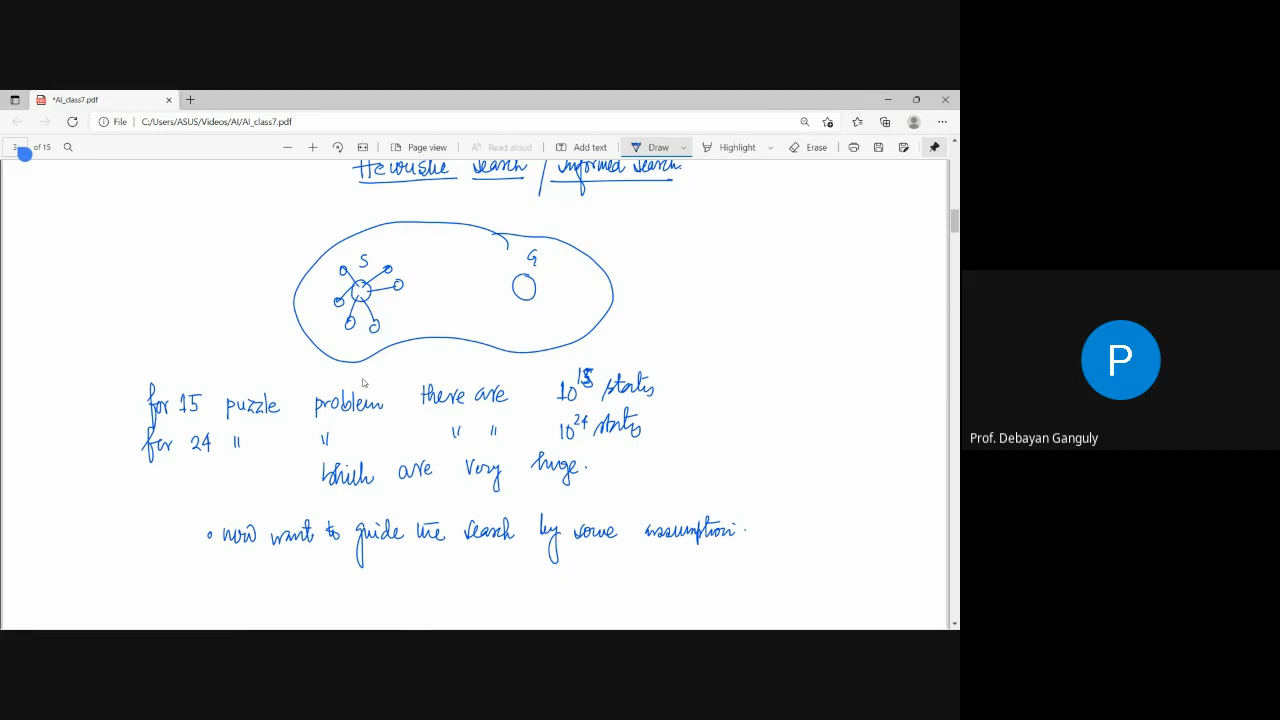 *AI_class7.pdf
File C:/Users/ASUS/Videos/AI/AI_class7.pdf
3 of 15 Page view Read aloud Add text Draw Highlight Erase
Heuristic search / Informed search.
S
G
for 15 puzzle problem there are 10^15 states
for 24 " " " " 10^24 states
which are very huge.
• now want to guide the search by some assumption.
P
Prof. Debayan Ganguly